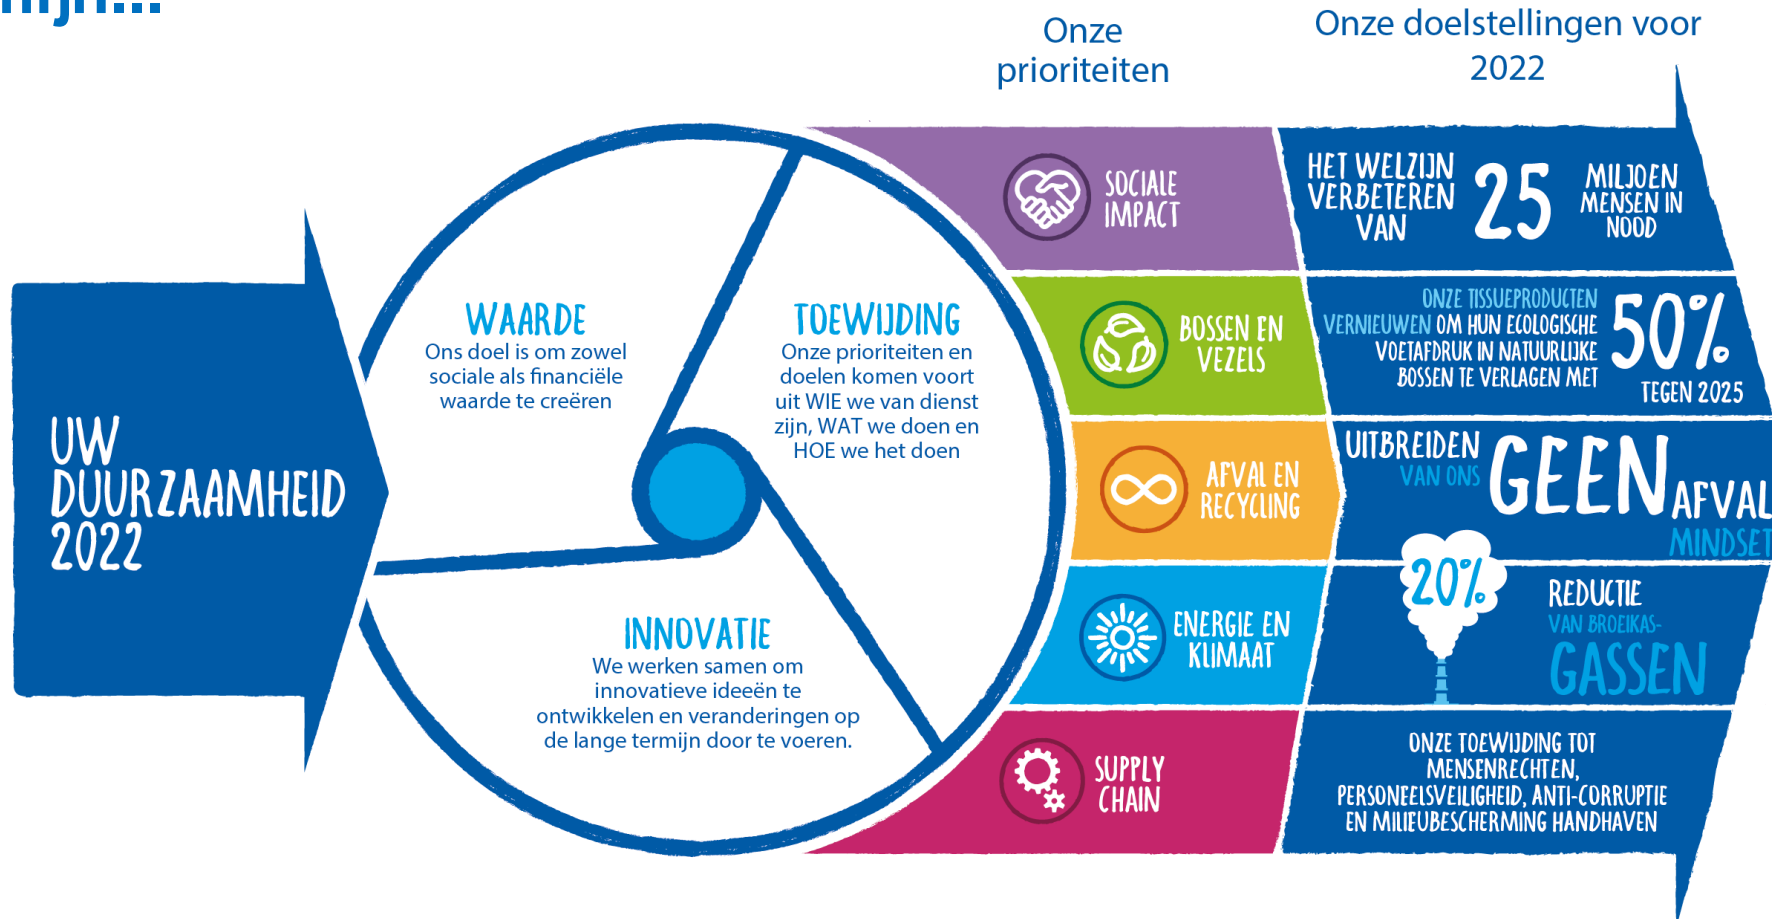 Onze
prioriteiten
Onze doelstellingen voor
2022
UW
DUURZAAMHEID
2022
WAARDE
Ons doel is om zowel
sociale als financiële
waarde te creëren
TOEWIJDING
Onze prioriteiten en
doelen komen voort
uit WIE we van dienst
zijn, WAT we doen en
HOE we het doen
INNOVATIE
We werken samen om
innovatieve ideeën te
ontwikkelen en veranderingen op
de lange termijn door te voeren.
SOCIALE
IMPACT
HET WELZIJN
VERBETEREN
VAN
25
MILJOEN
MENSEN IN
NOOD
BOSSEN EN
VEZELS
ONZE TISSUEPRODUCTEN
VERNIEUWEN OM HUN ECOLOGISCHE
VOETAFDRUK IN NATUURLIJKE
BOSSEN TE VERLAGEN MET
50%
TEGEN 2025
AFVAL EN
RECYCLING
UITBREIDEN
VAN ONS
GEEN
AFVAL
MINDSET
ENERGIE EN
KLIMAAT
20%
REDUCTIE
VAN BROEIKAS-
GASSEN
SUPPLY
CHAIN
ONZE TOEWIJDING TOT
MENSENRECHTEN,
PERSONEELSVEILIGHEID, ANTI-CORRUPTIE
EN MILIEUBESCHERMING HANDHAVEN